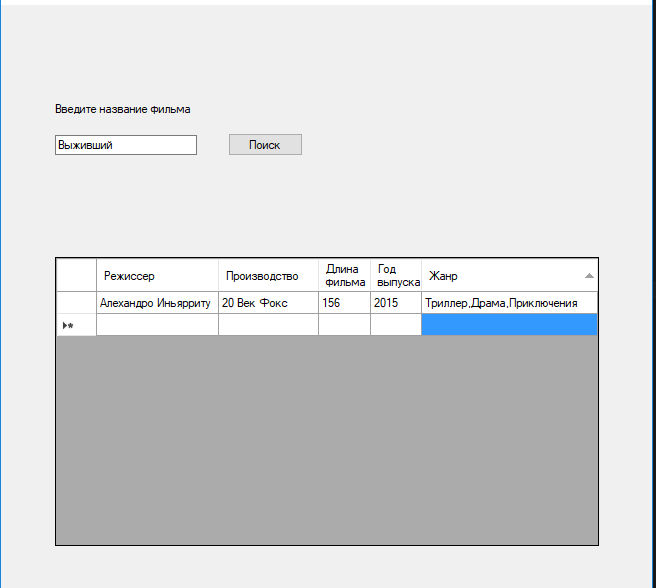 Введите название фильма
Выживший Поиск
Режиссер Производство Длина фильма Год выпуска Жанр
Алехандро Иньярриту 20 Век Фокс 156 2015 Триллер,Драма,Приключения